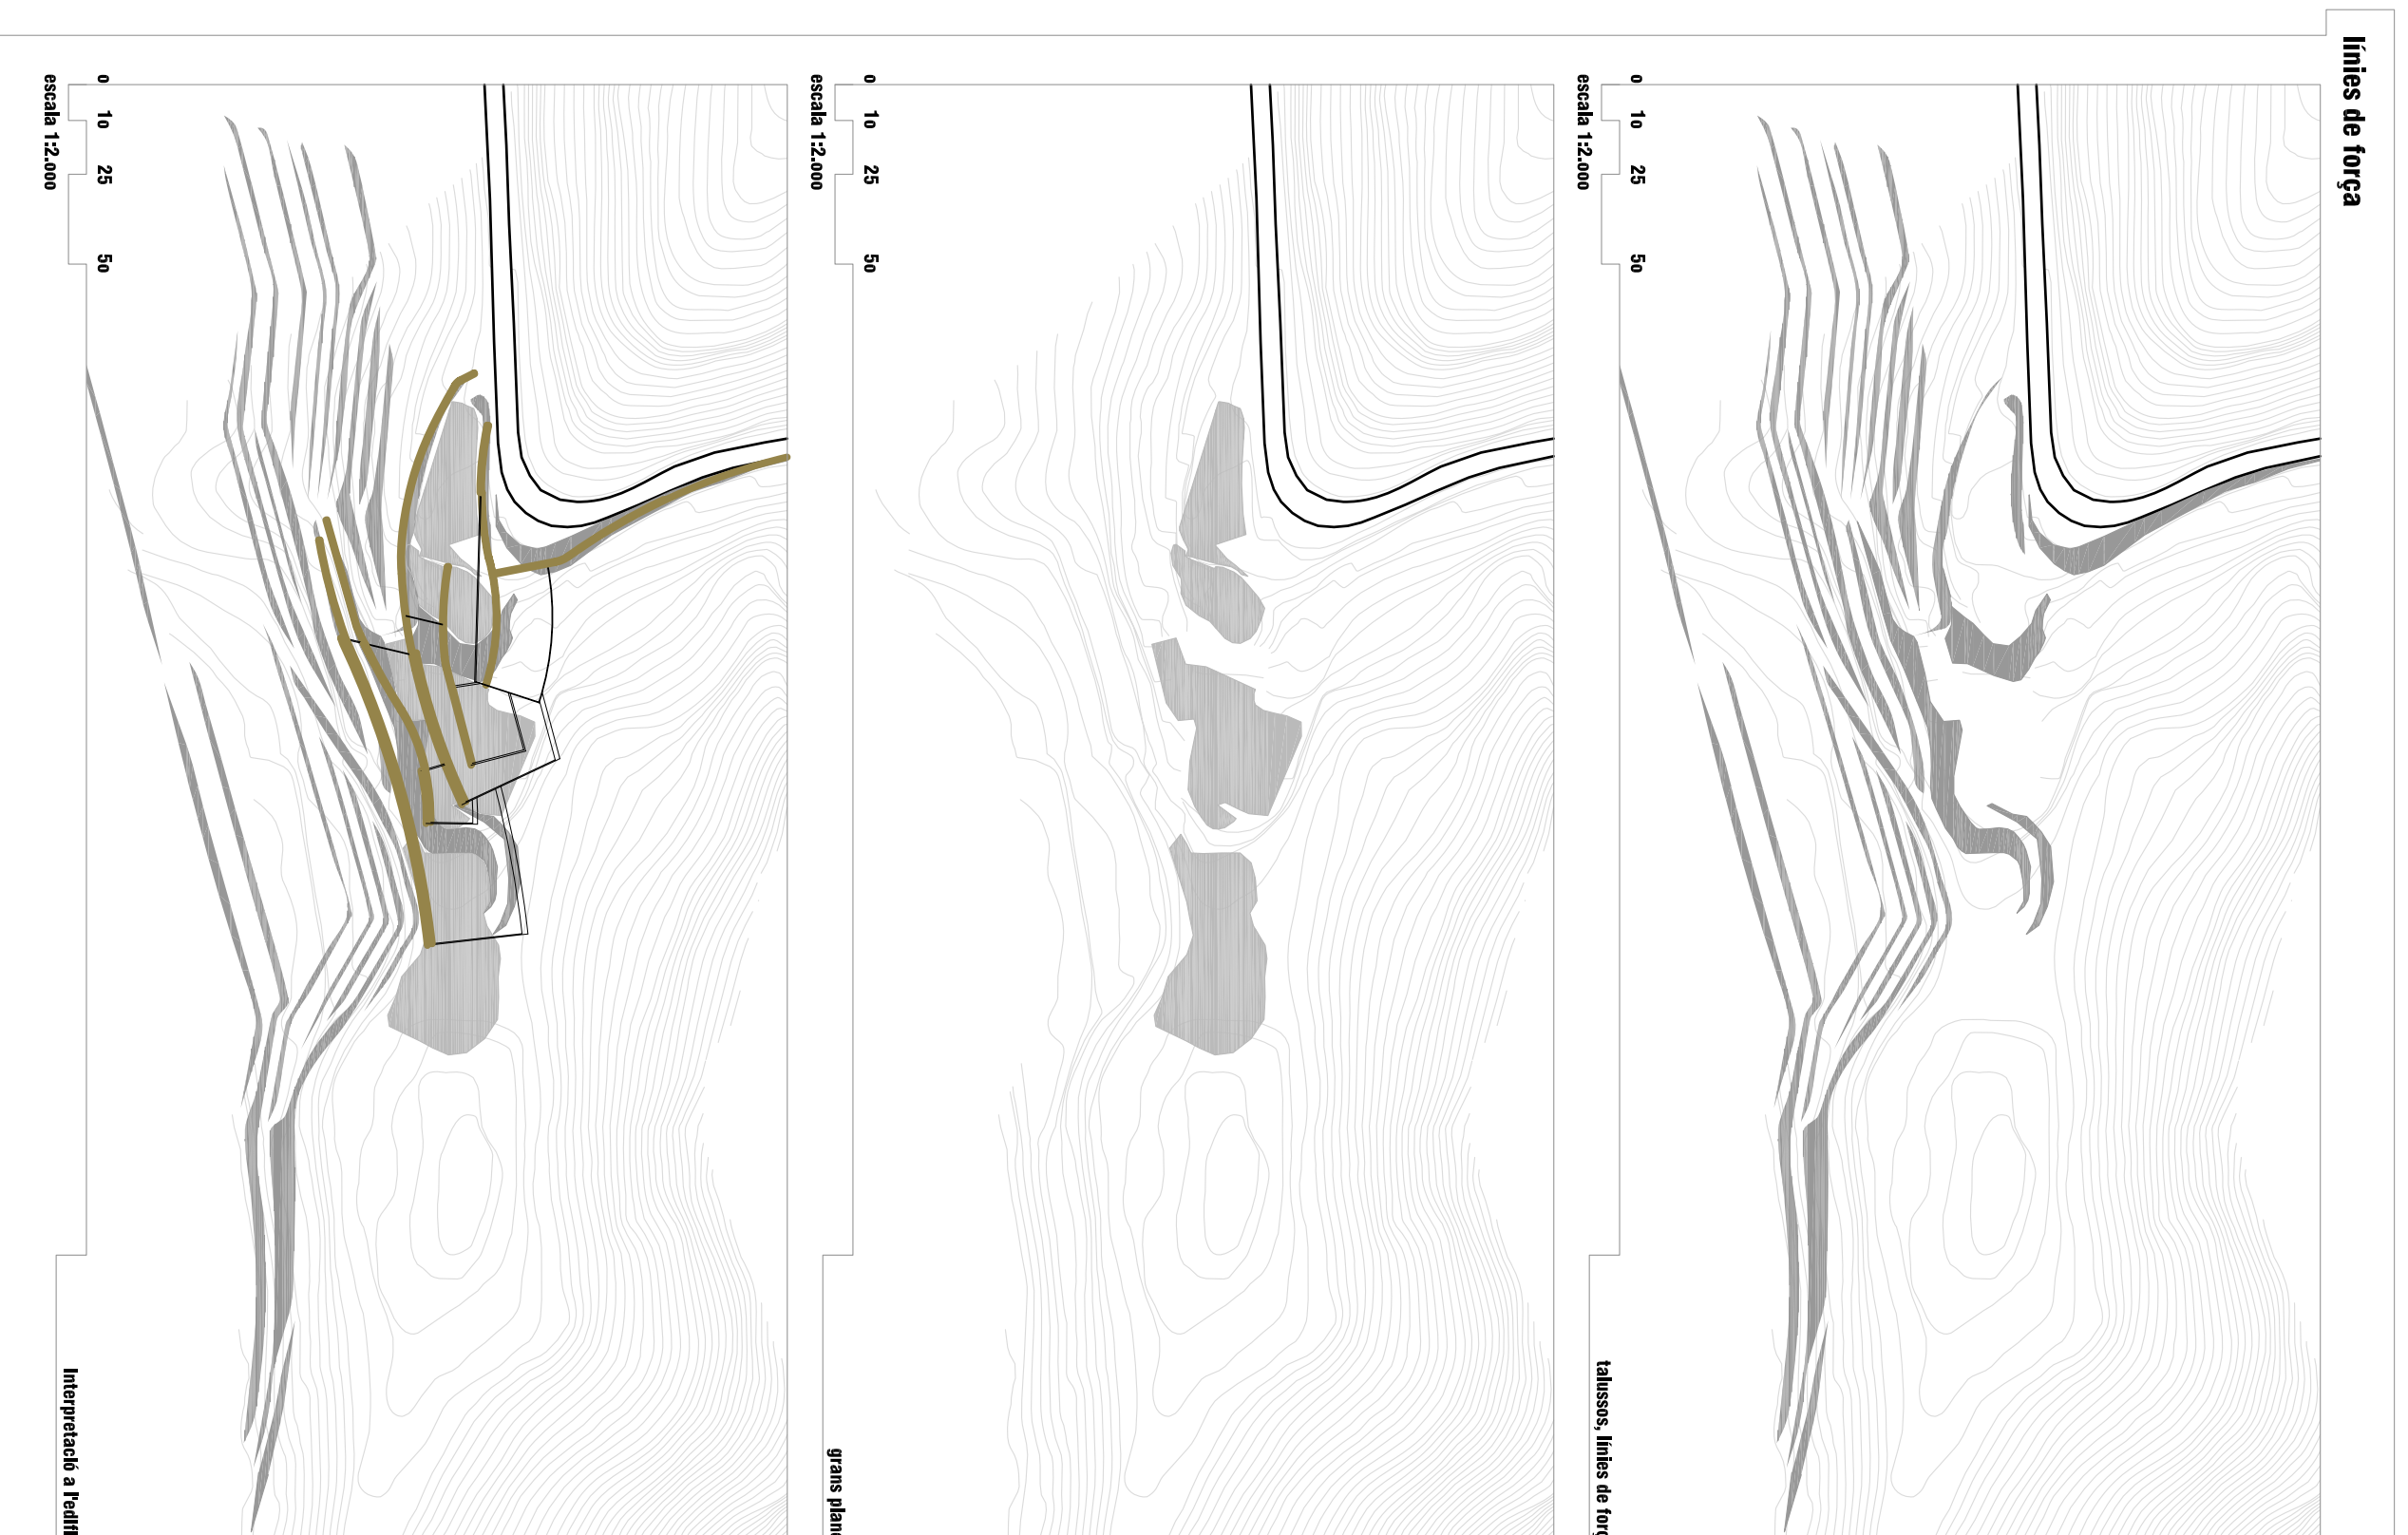 línies de força
0 10 25 50
escala 1:2.000
talussos, línies de forç
0 10 25 50
escala 1:2.000
grans plan
0 10 25 50
escala 1:2.000
Interpretació a l'edifi